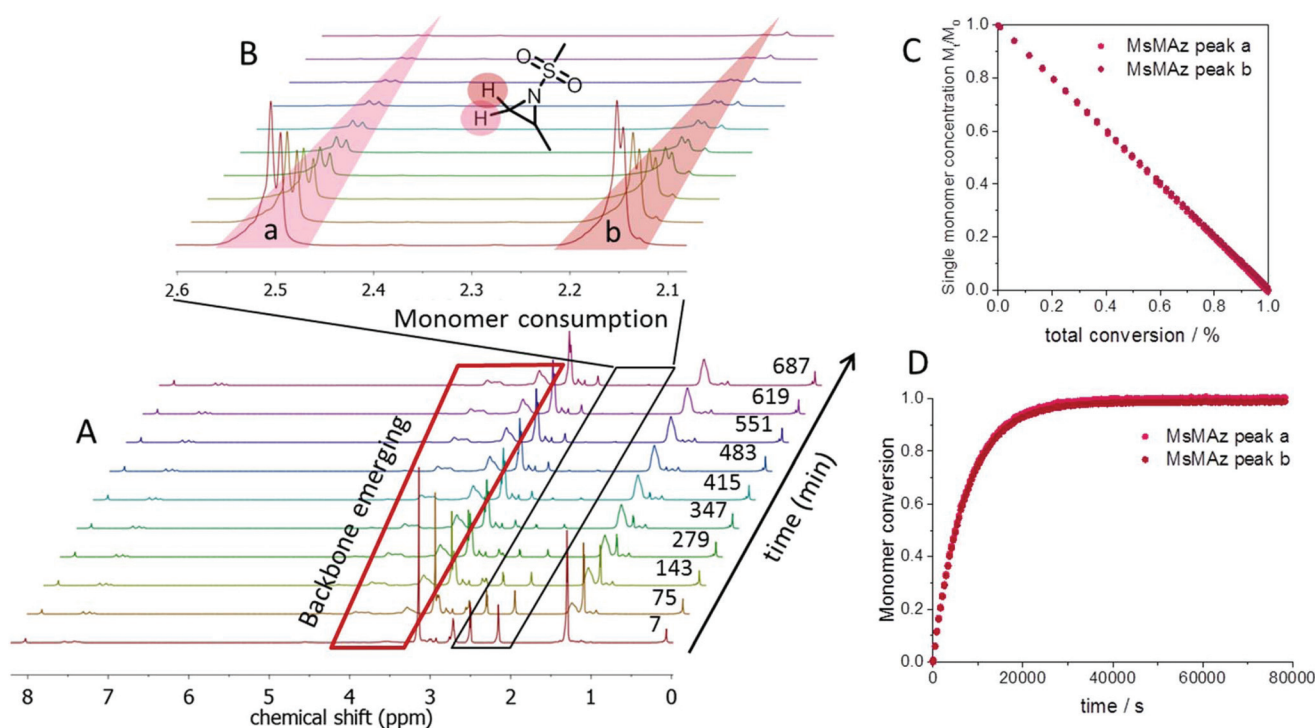 B
O
S
O
H
N
H
a
b
2.6
2.5
2.4
2.3
2.2
2.1
Monomer consumption
A
Backbone emerging
687
619
551
483
415
347
279
143
75
7
time (min)
8
7
6
5
4
3
2
1
0
chemical shift (ppm)
C
Single monomer concentration Mt/M0
1.0
0.8
0.6
0.4
0.2
0.0
MsMAz peak a
MsMAz peak b
0.0
0.2
0.4
0.6
0.8
1.0
total conversion / %
D
Monomer conversion
1.0
0.8
0.6
0.4
0.2
0.0
MsMAz peak a
MsMAz peak b
0
20000
40000
60000
80000
time / s